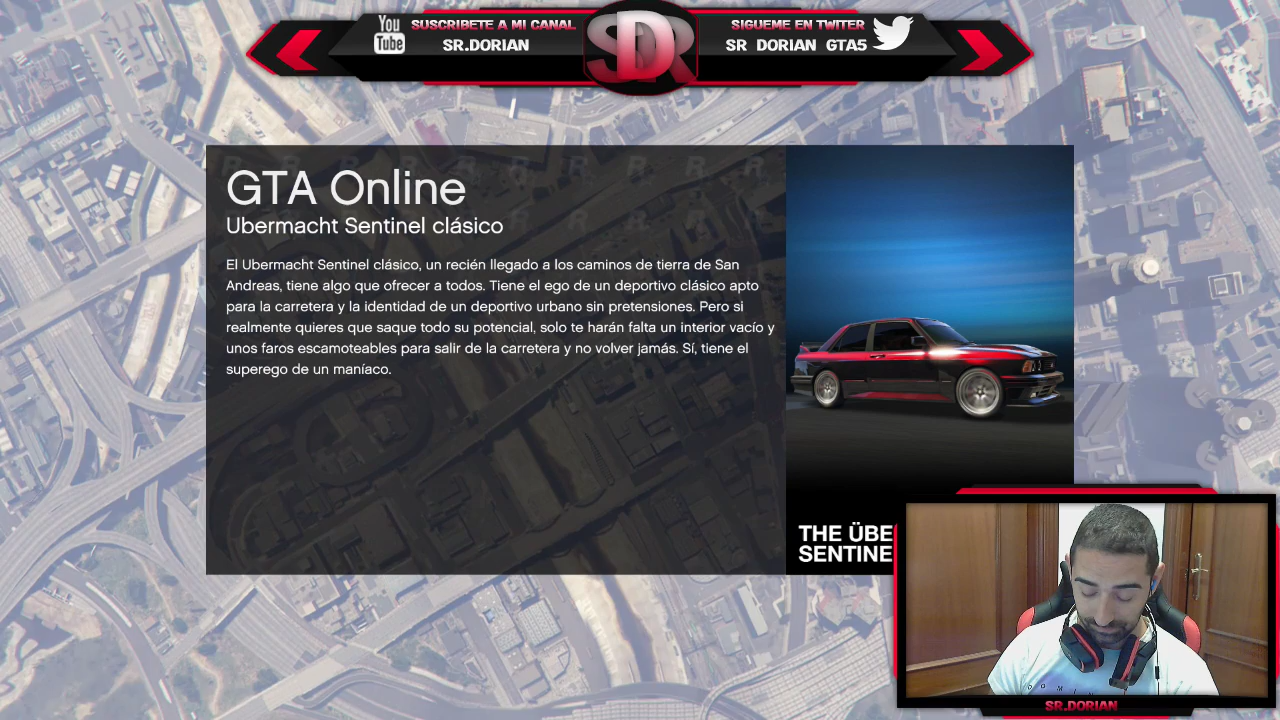 You
Tube
SUSCRIBETE A MI CANAL
SR.DORIAN
SDR
SIGUEME EN TWITER
SR DORIAN GTA5
GTA Online
Ubermacht Sentinel clásico
El Ubermacht Sentinel clásico, un recién llegado a los caminos de tierra de San
Andreas, tiene algo que ofrecer a todos. Tiene el ego de un deportivo clásico apto
para la carretera y la identidad de un deportivo urbano sin pretensiones. Pero si
realmente quieres que saque todo su potencial, solo te harán falta un interior vacío y
unos faros escamoteables para salir de la carretera y no volver jamás. Sí, tiene el
superego de un maníaco.
THE ÜBE
SENTINE
SR.DORIAN